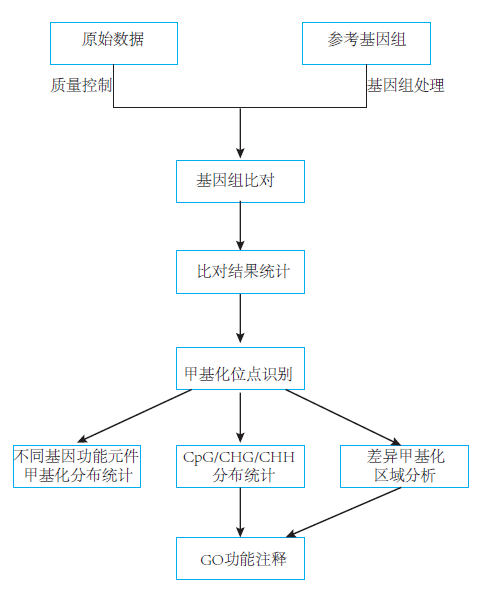 原始数据
参考基因组
质量控制
基因组处理
基因组比对
比对结果统计
甲基化位点识别
不同基因功能元件
甲基化分布统计
CpG/CHG/CHH
分布统计
差异甲基化
区域分析
GO功能注释